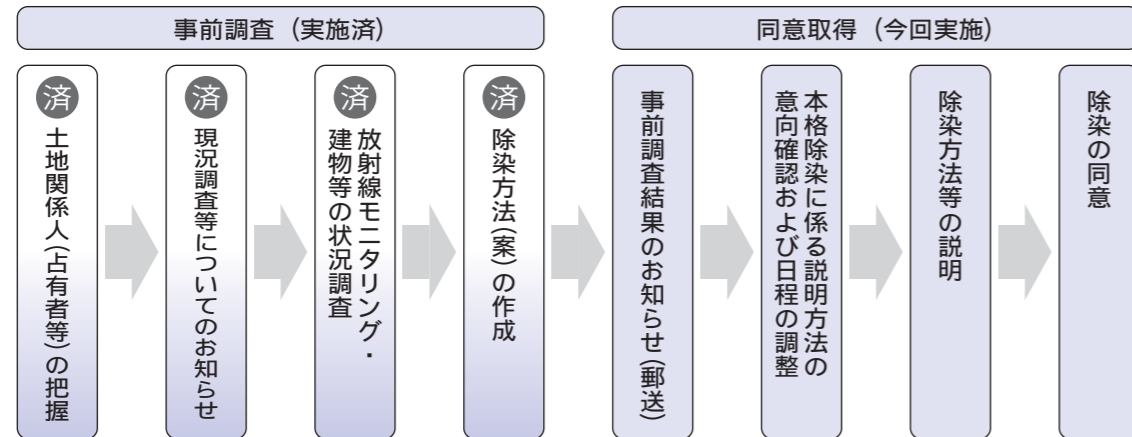 事前調査（実施済）
済
土地関係人（占有者等）の把握
済
現況調査等についてのお知らせ
済
放射線モニタリング・
建物等の状況調査
済
除染方法（案）の作成
同意取得（今回実施）
事前調査結果のお知らせ（郵送）
本格除染に係る説明方法の
意向確認および日程の調整
除染方法等の説明
除染の同意